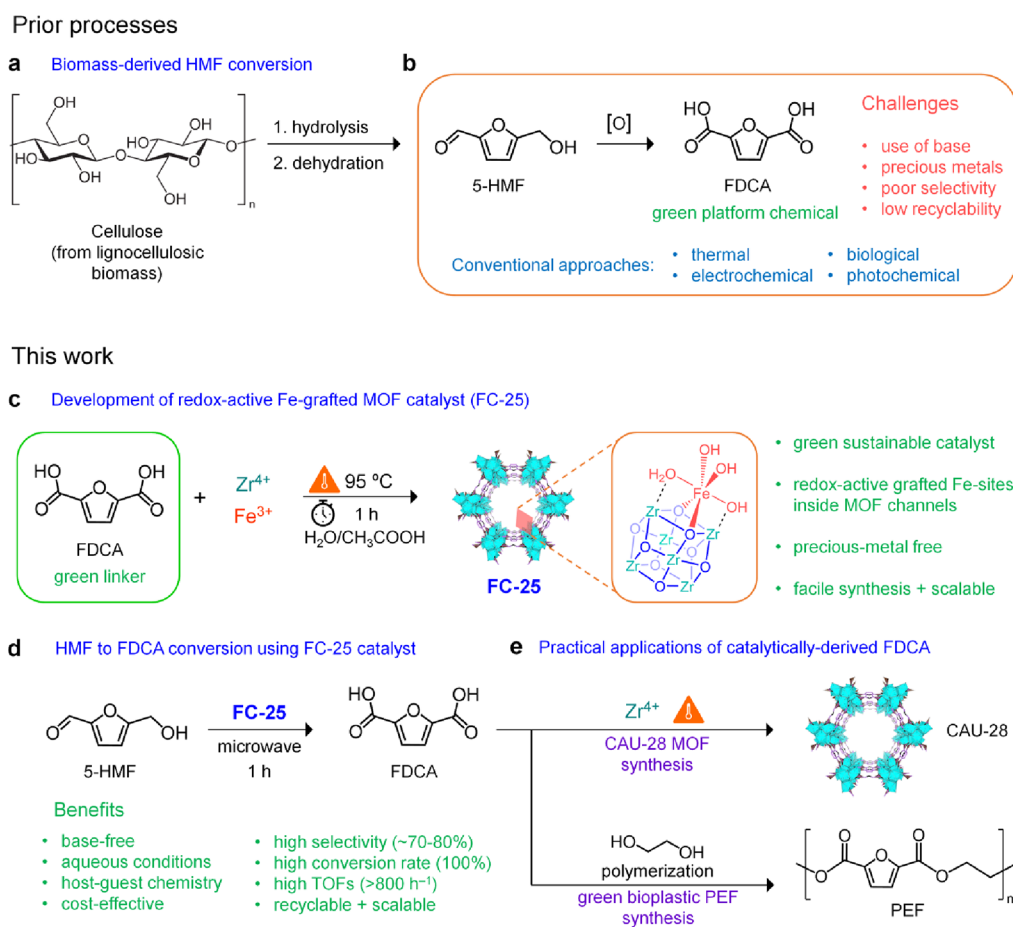 Prior processes
a Biomass-derived HMF conversion
OH
OH
O
HO
O
HO
OH
O
OH
O
OH
n
1. hydrolysis
2. dehydration
Cellulose
(from lignocellulosic
biomass)
b
O
O
OH
5-HMF
[O]
HO
OH
O
O
O
FDCA
green platform chemical
Challenges
• use of base
• precious metals
• poor selectivity
• low recyclability
Conventional approaches:
• thermal
• electrochemical
• biological
• photochemical
This work
c Development of redox-active Fe-grafted MOF catalyst (FC-25)
HO
OH
O
O
O
FDCA
green linker
+
Zr4+
Fe3+
95 ºC
1 h
H₂O/CH₃COOH
FC-25
OH
H₂O
OH
Fe
OH
Zr
O
O
Zr
Zr
O
O
Zr
Zr
O
Zr
O
• green sustainable catalyst
• redox-active grafted Fe-sites
inside MOF channels
• precious-metal free
• facile synthesis + scalable
d HMF to FDCA conversion using FC-25 catalyst
O
O
OH
5-HMF
FC-25
microwave
1 h
HO
OH
O
O
O
FDCA
Benefits
• base-free
• aqueous conditions
• host-guest chemistry
• cost-effective
• high selectivity (~70-80%)
• high conversion rate (100%)
• high TOFs (>800 h⁻¹)
• recyclable + scalable
e Practical applications of catalytically-derived FDCA
Zr4+
CAU-28 MOF
synthesis
CAU-28
HO
OH
polymerization
green bioplastic PEF
synthesis
O
O
O
O
O
n
PEF